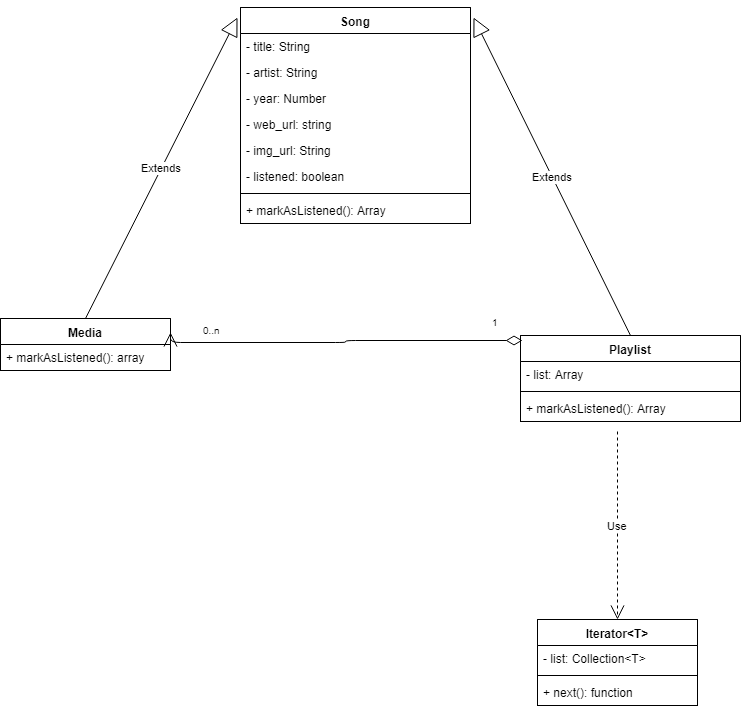 Song
- title: String
- artist: String
- year: Number
- web_url: string
- img_url: String
- listened: boolean
+ markAsListened(): Array
Extends
Extends
Media
+ markAsListened(): array
0..n
1
Playlist
- list: Array
+ markAsListened(): Array
Use
Iterator<T>
- list: Collection<T>
+ next(): function